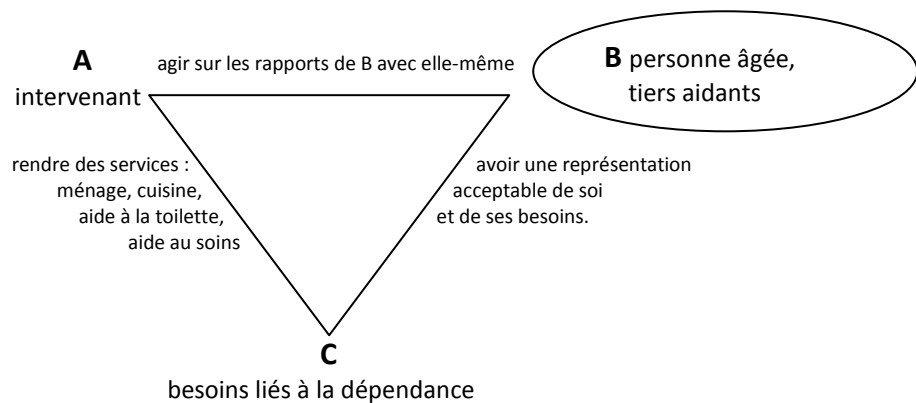 A
intervenant
agir sur les rapports de B avec elle-même
B personne âgée,
tiers aidants
rendre des services :
ménage, cuisine,
aide à la toilette,
aide au soins
avoir une représentation
acceptable de soi
et de ses besoins.
C
besoins liés à la dépendance